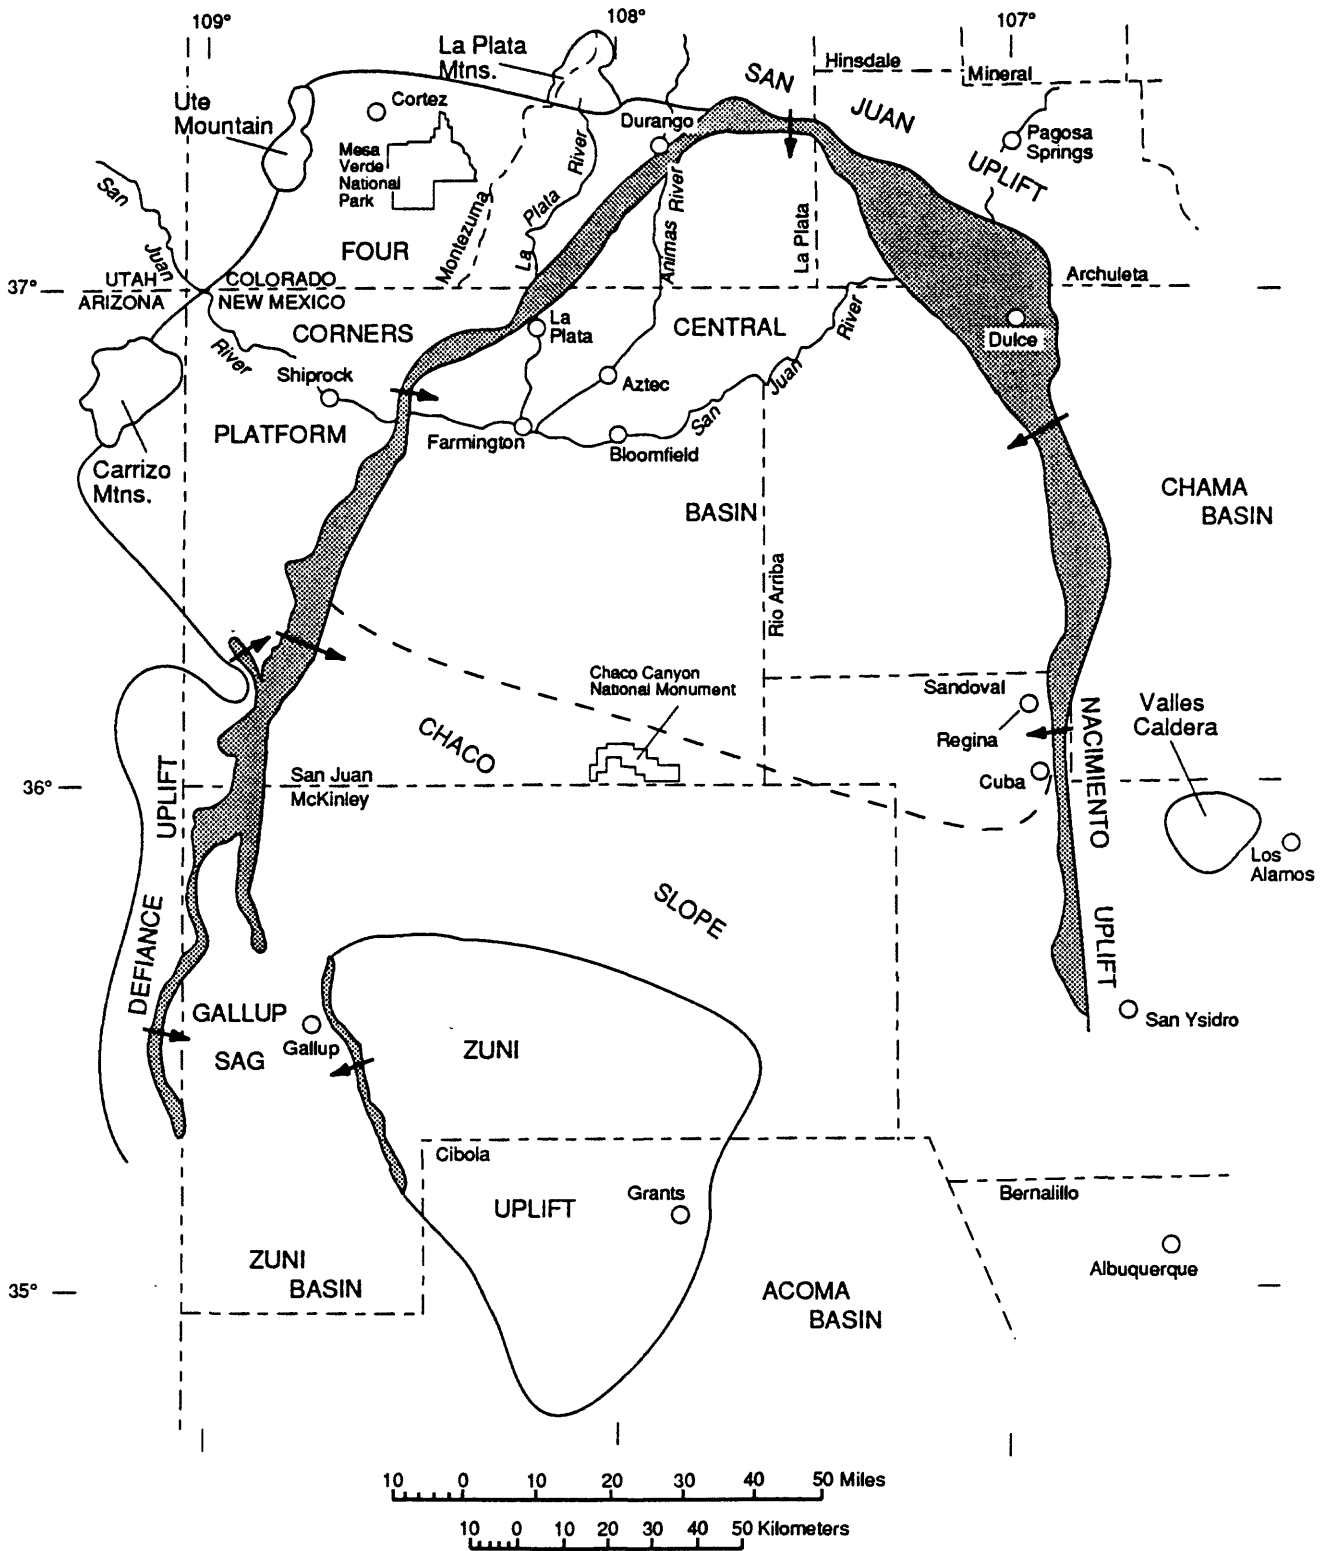 109°
108°
107°
La Plata
Mtns.
SAN
Hinsdale
Mineral
Ute
Mountain
Cortez
JUAN
Durango
Pagosa
Springs
Mesa
Verde
National
Park
River
UPLIFT
San
Juan
Montezuma
La Plata
Animas River
La Plata
FOUR
UTAH
COLORADO
Archuleta
37°
ARIZONA
NEW MEXICO
CORNERS
La
Plata
CENTRAL
River
Dulce
River
Shiprock
Aztec
San Juan
PLATFORM
Farmington
Bloomfield
Carrizo
Mtns.
CHAMA
BASIN
BASIN
Rio Arriba
Chaco Canyon
National Monument
Sandoval
Valles
Caldera
CHACO
Regina
NACIMIENTO
UPLIFT
San Juan
36°
McKinley
Cuba
Los
Alamos
SLOPE
UPLIFT
DEFIANCE
GALLUP
San Ysidro
Gallup
ZUNI
SAG
Cibola
Grants
Bernalillo
UPLIFT
ZUNI
BASIN
Albuquerque
35°
ACOMA
BASIN
10 0 10 20 30 40 50 Miles
10 0 10 20 30 40 50 Kilometers